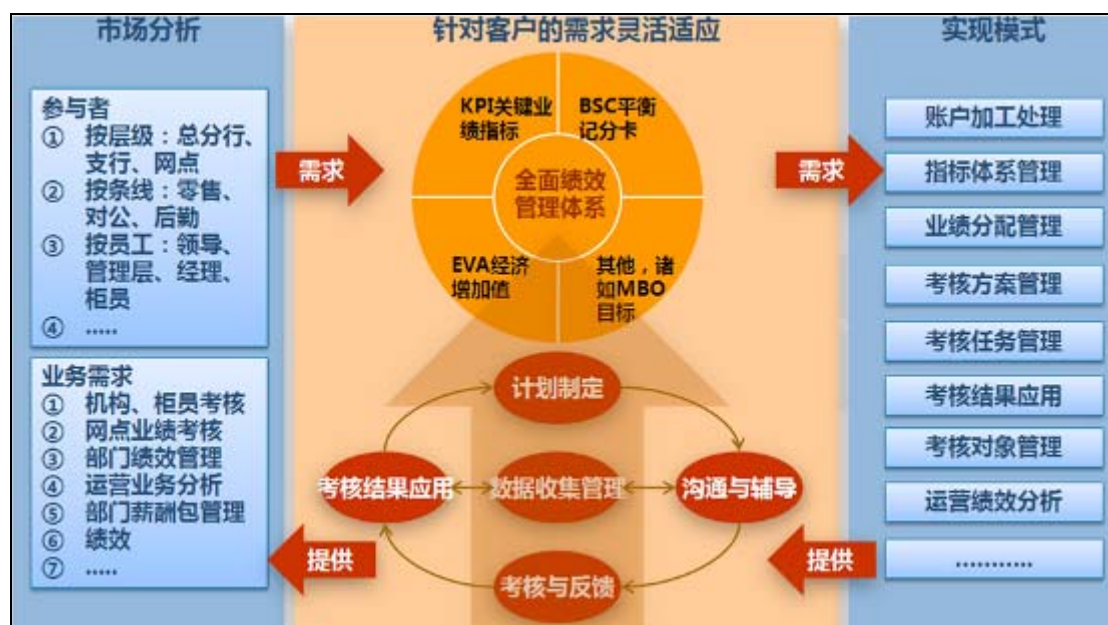 市场分析
参与者
① 按层级：总分行、
支行、网点
② 按条线：零售、
对公、后勤
③ 按员工：领导、
管理层、经理、
柜员
④ .....
业务需求
① 机构、柜员考核
② 网点业绩考核
③ 部门绩效管理
④ 运营业务分析
⑤ 部门薪酬包管理
⑥ 绩效
⑦ .....
针对客户的需求灵活适应
需求
KPI关键业
绩指标
BSC平衡
记分卡
全面绩效
管理体系
EVA经济
增加值
其他，诸
如MBO
目标
需求
计划制定
考核结果应用
数据收集管理
沟通与辅导
考核与反馈
提供
提供
实现模式
账户加工处理
指标体系管理
业绩分配管理
考核方案管理
考核任务管理
考核结果应用
考核对象管理
运营绩效分析
...........